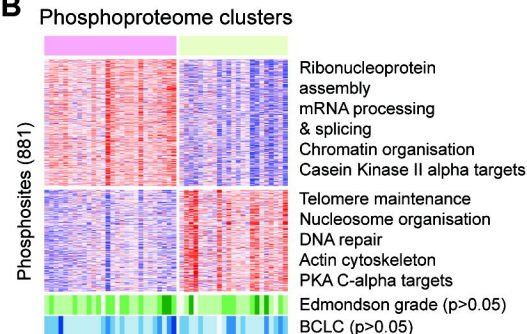 B
Phosphoproteome clusters
Phosphosites (881)
Ribonucleoprotein
assembly
mRNA processing
& splicing
Chromatin organisation
Casein Kinase II alpha targets
Telomere maintenance
Nucleosome organisation
DNA repair
Actin cytoskeleton
PKA C-alpha targets
Edmondson grade (p>0.05)
BCLC (p>0.05)